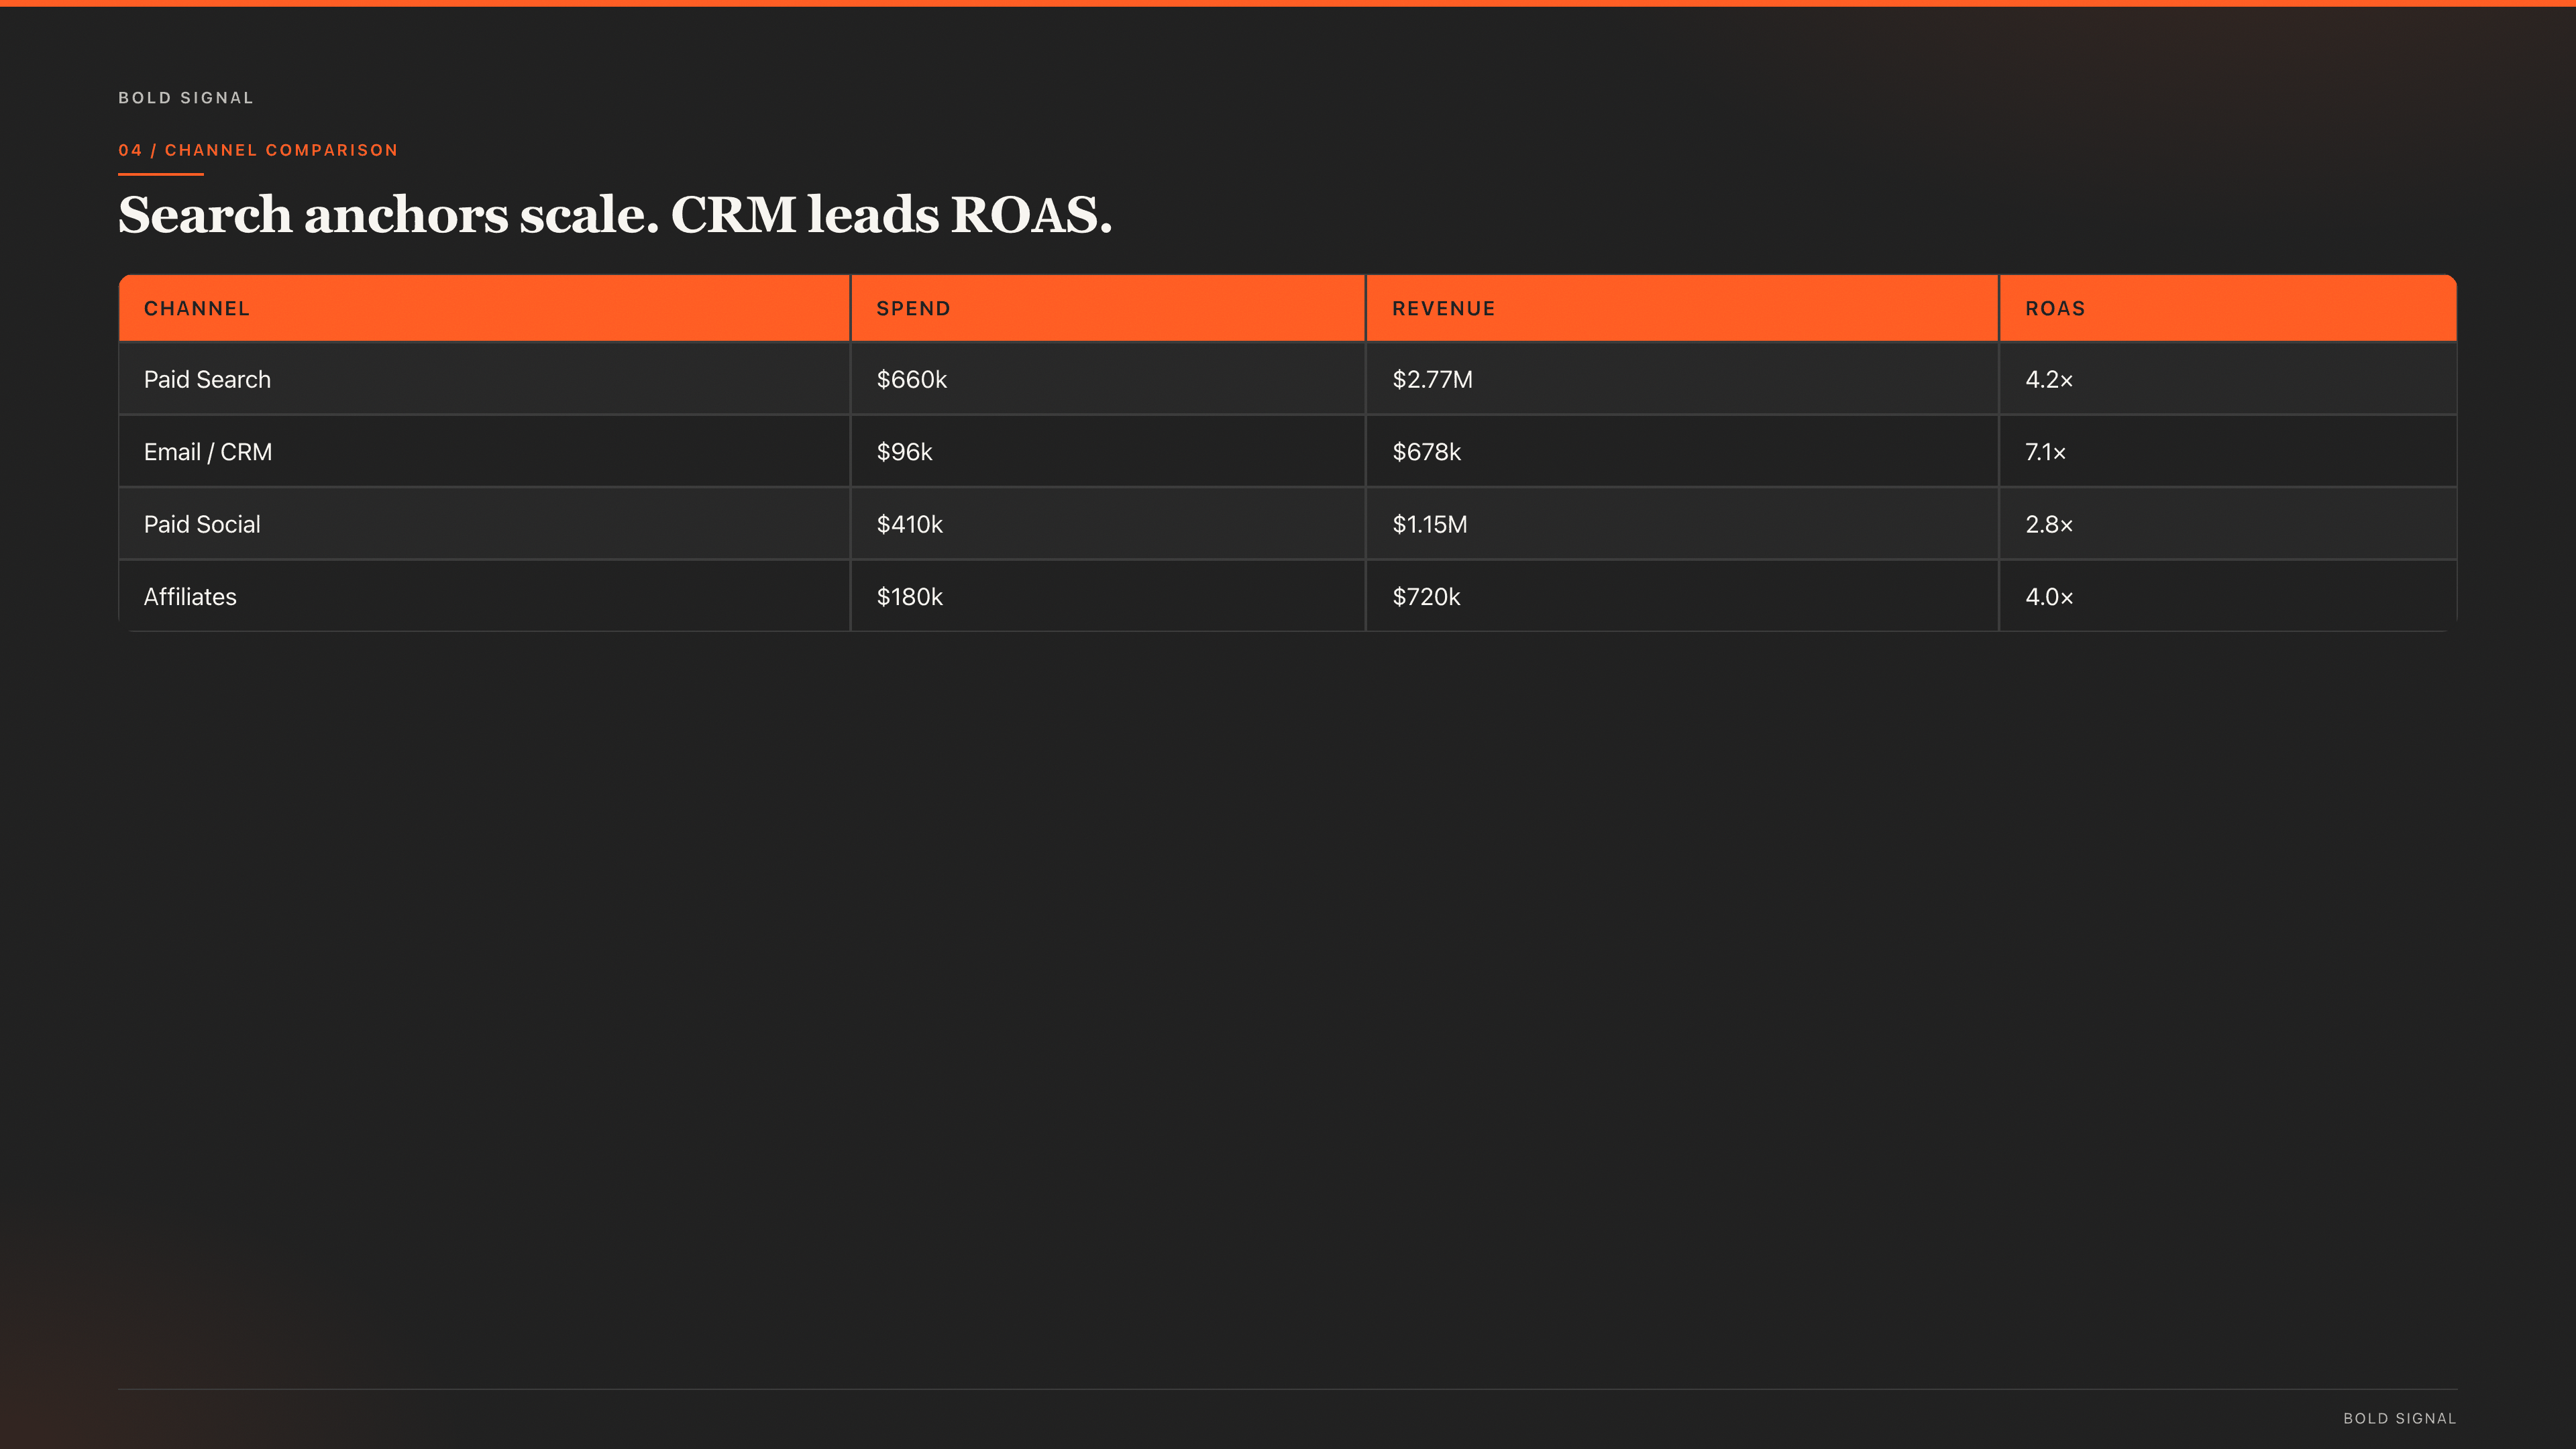 BOLD SIGNAL
04 / CHANNEL COMPARISON
Search anchors scale. CRM leads ROAS.
CHANNEL SPEND REVENUE ROAS
Paid Search $660k $2.77M 4.2×
Email / CRM $96k $678k 7.1×
Paid Social $410k $1.15M 2.8×
Affiliates $180k $720k 4.0×
BOLD SIGNAL